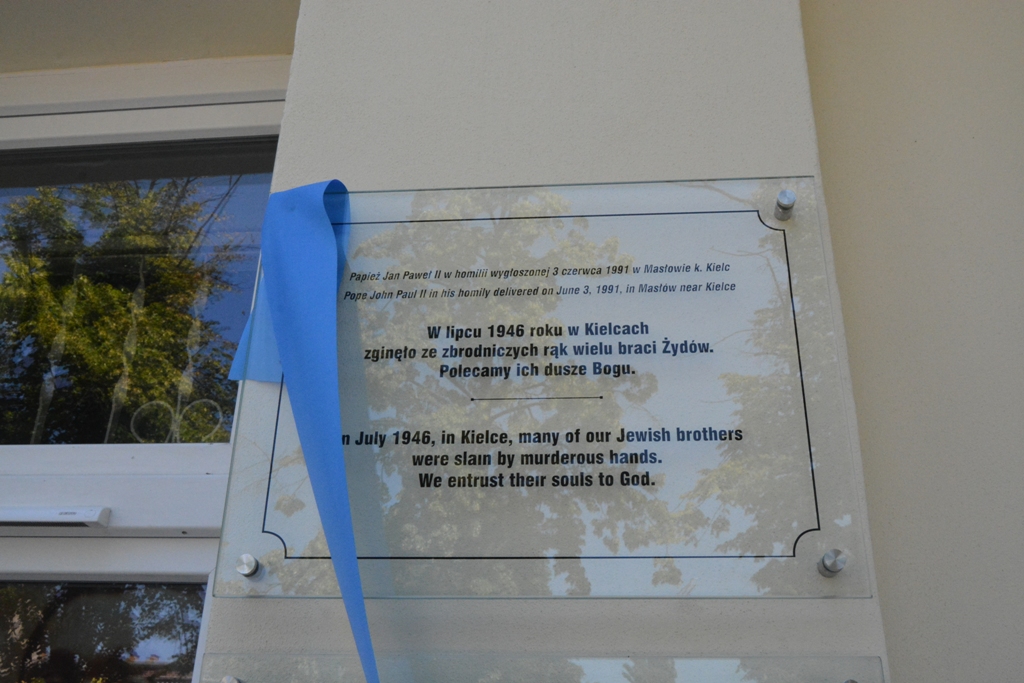 Papież Jan Paweł II w homilii wygłoszonej 3 czerwca 1991 w Masłowie k. Kielc
Pope John Paul II in his homily delivered on June 3, 1991, in Masłów near Kielce
W lipcu 1946 roku w Kielcach
zginęło ze zbrodniczych rąk wielu braci Żydów.
Polecamy ich dusze Bogu.
n July 1946, in Kielce, many of our Jewish brothers
were slain by murderous hands.
We entrust their souls to God.